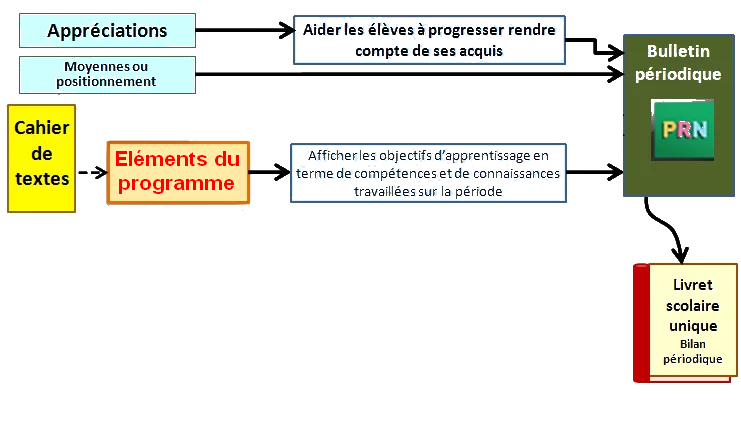 Appréciations
Aider les élèves à progresser rendre
compte de ses acquis
Bulletin
périodique
Moyennes ou
positionnement
PRN
Cahier
de
textes
Eléments du
programme
Afficher les objectifs d'apprentissage en
terme de compétences et de connaissances
travaillées sur la période
Livret
scolaire
unique
Bilan
périodique